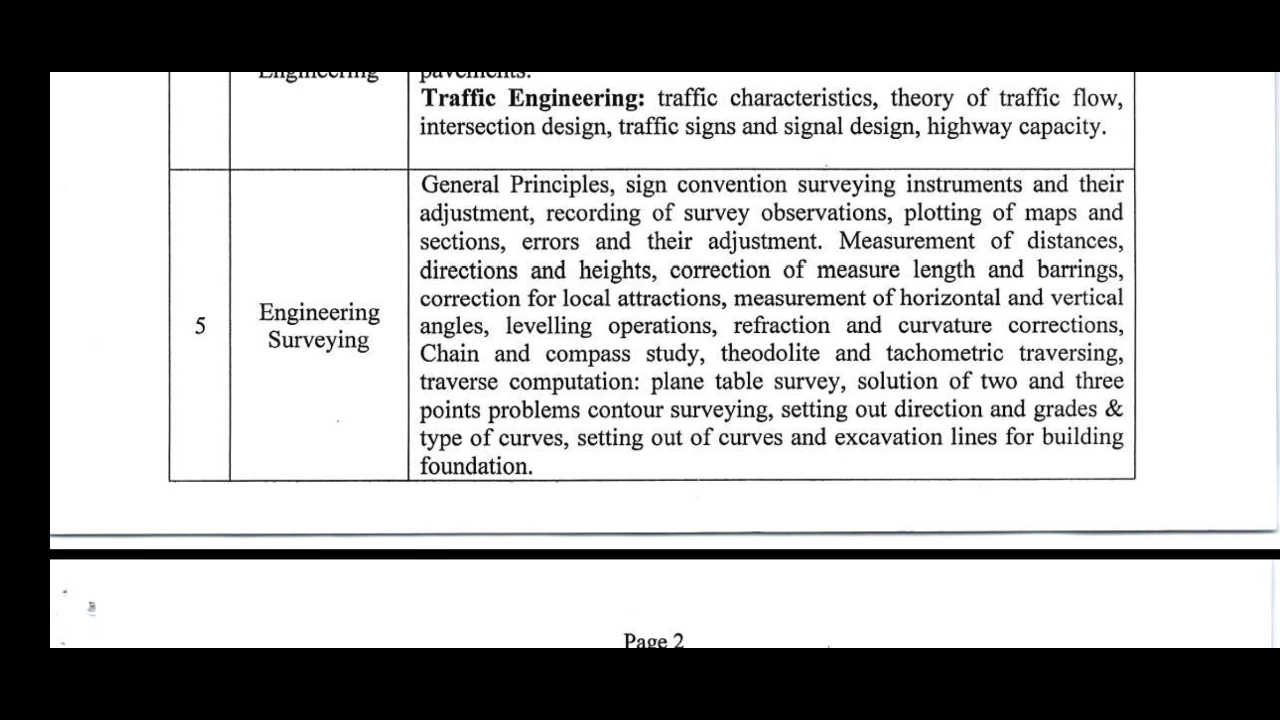 Engineering
pavements.
Traffic Engineering: traffic characteristics, theory of traffic flow,
intersection design, traffic signs and signal design, highway capacity.
5
Engineering
Surveying
General Principles, sign convention surveying instruments and their
adjustment, recording of survey observations, plotting of maps and
sections, errors and their adjustment. Measurement of distances,
directions and heights, correction of measure length and barrings,
correction for local attractions, measurement of horizontal and vertical
angles, levelling operations, refraction and curvature corrections,
Chain and compass study, theodolite and tachometric traversing,
traverse computation: plane table survey, solution of two and three
points problems contour surveying, setting out direction and grades &
type of curves, setting out of curves and excavation lines for building
foundation.
Page 2